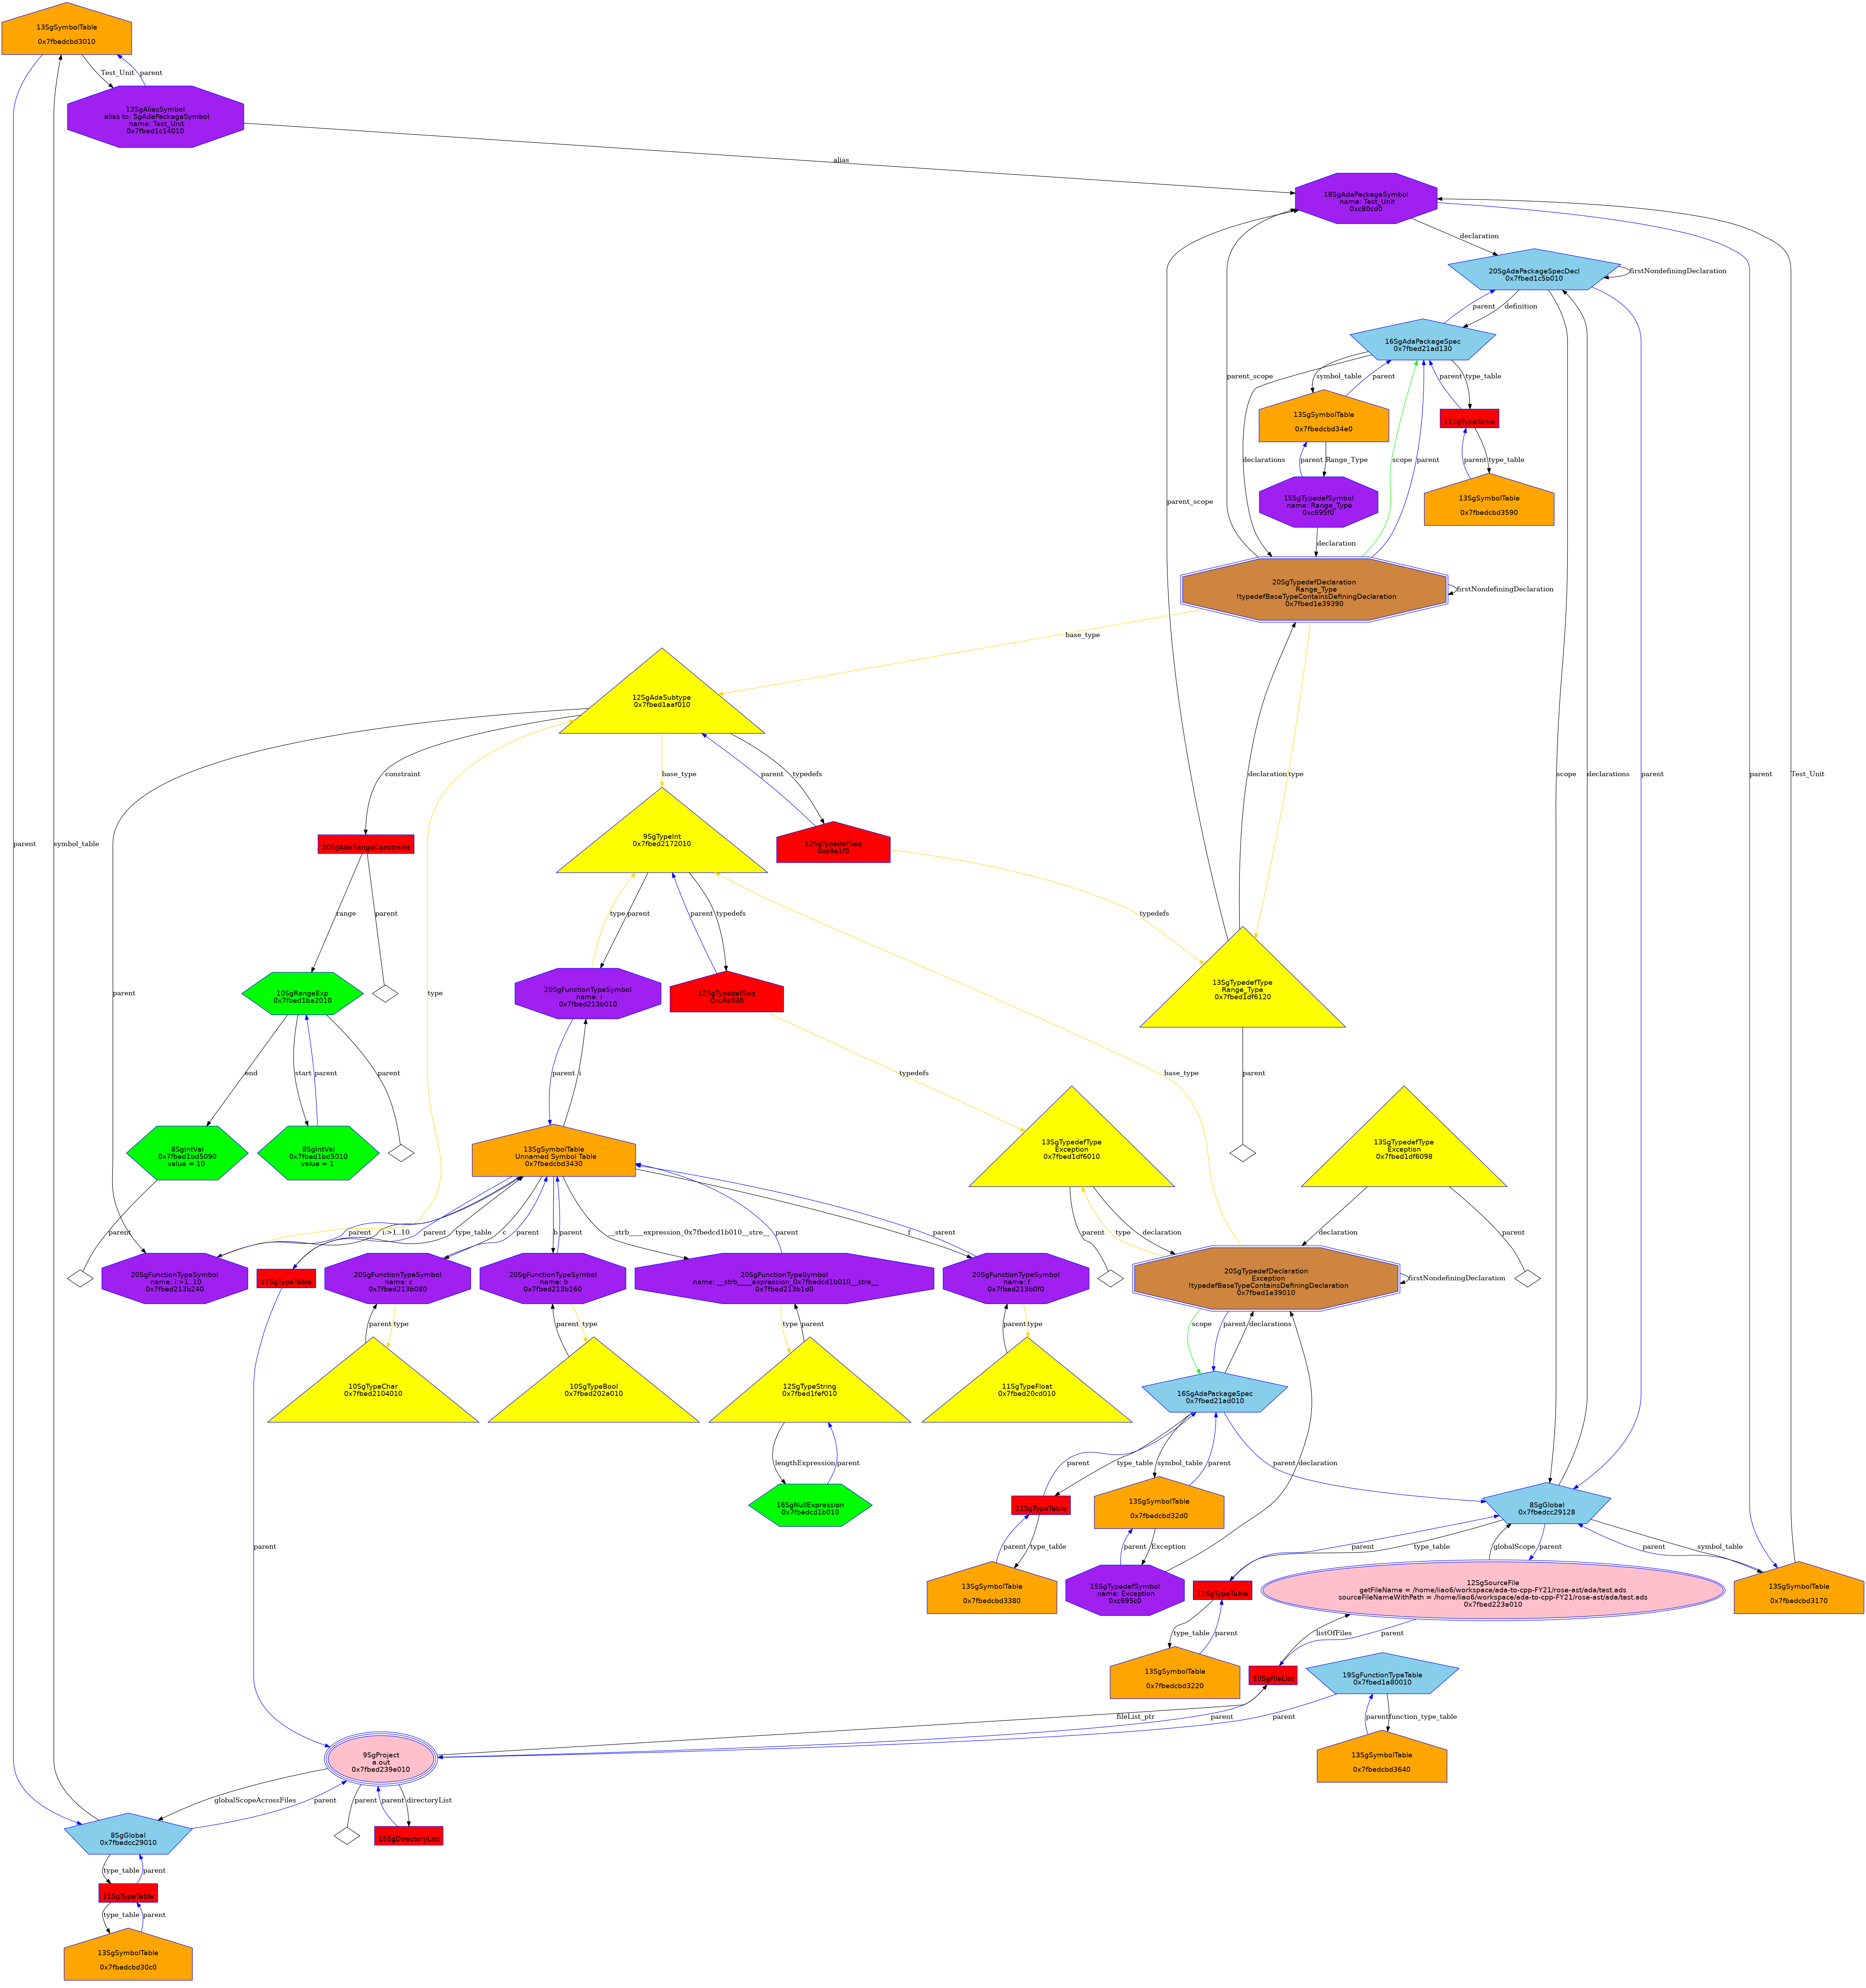 13SgSymbolTable
0x7fbedcbd3010
Test_Unit
parent
13SgAliasSymbol
alias to: SgAdaPackageSymbol
name: Test_Unit
0x7fbed1c14010
alias
18SgAdaPackageSymbol
name: Test_Unit
0xc80cd0
declaration
20SgAdaPackageSpecDecl
0x7fbed1c5b010
firstNondefiningDeclaration
parent
definition
16SgAdaPackageSpec
0x7fbed21ad130
parent_scope
symbol_table
parent
parent
type_table
13SgSymbolTable
0x7fbedcbd34e0
11SgTypeTable
declarations
parent
Range_Type
scope
parent
parent
type_table
15SgTypedefSymbol
name: Range_Type
0xc695f0
13SgSymbolTable
0x7fbedcbd3590
parent_scope
declaration
20SgTypedefDeclaration
Range_Type
!typedefBaseTypeContainsDefiningDeclaration
0x7fbed1e39390
firstNondefiningDeclaration
base_type
12SgAdaSubtype
0x7fbed1aaf010
constraint
base_type
parent
typedefs
declaration
type
scope
declarations
parent
parent
Test_Unit
parent
symbol_table
20SgAdaRangeConstraint
9SgTypeInt
0x7fbed2172010
12SgTypedefSeq
0xc4e1f0
range
parent
type
parent
parent
typedefs
typedefs
parent
type
10SgRangeExp
0x7fbed1ba2010
20SgFunctionTypeSymbol
name: i
0x7fbed213b010
12SgTypedefSeq
0xc4e030
13SgTypedefType
Range_Type
0x7fbed1df6120
end
start
parent
parent
parent
i
typedefs
base_type
parent
8SgIntVal
0x7fbed1bd5090
value = 10
8SgIntVal
0x7fbed1bd5010
value = 1
13SgSymbolTable
Unnamed Symbol Table
0x7fbedcbd3430
13SgTypedefType
Exception
0x7fbed1df6010
13SgTypedefType
Exception
0x7fbed1df6098
parent
parent
i:>1..10
parent
type_table
c
parent
b
parent
__strb____expression_0x7fbedcd1b010__stre__
parent
f
parent
parent
declaration
type
declaration
parent
20SgFunctionTypeSymbol
name: i:>1..10
0x7fbed213b240
11SgTypeTable
20SgFunctionTypeSymbol
name: c
0x7fbed213b080
20SgFunctionTypeSymbol
name: b
0x7fbed213b160
20SgFunctionTypeSymbol
name: __strb____expression_0x7fbedcd1b010__stre__
0x7fbed213b1d0
20SgFunctionTypeSymbol
name: f
0x7fbed213b0f0
20SgTypedefDeclaration
Exception
!typedefBaseTypeContainsDefiningDeclaration
0x7fbed1e39010
firstNondefiningDeclaration
parent
type
parent
type
type
parent
parent
type
scope
parent
declarations
10SgTypeChar
0x7fbed2104010
10SgTypeBool
0x7fbed202a010
12SgTypeString
0x7fbed1fef010
11SgTypeFloat
0x7fbed20cd010
16SgAdaPackageSpec
0x7fbed21ad010
lengthExpression
parent
parent
type_table
symbol_table
parent
parent
declaration
16SgNullExpression
0x7fbedcd1b010
11SgTypeTable
13SgSymbolTable
0x7fbedcbd32d0
8SgGlobal
0x7fbedcc29128
parent
parent
type_table
parent
Exception
parent
type_table
globalScope
parent
parent
symbol_table
13SgSymbolTable
0x7fbedcbd3380
15SgTypedefSymbol
name: Exception
0xc695c0
11SgTypeTable
12SgSourceFile
getFileName = /home/liao6/workspace/ada-to-cpp-FY21/rose-ast/ada/test.ads
sourceFileNameWithPath = /home/liao6/workspace/ada-to-cpp-FY21/rose-ast/ada/test.ads
0x7fbed223a010
13SgSymbolTable
0x7fbedcbd3170
type_table
parent
listOfFiles
parent
13SgSymbolTable
0x7fbedcbd3220
10SgFileList
19SgFunctionTypeTable
0x7fbed1a80010
fileList_ptr
parent
parent
parent
function_type_table
9SgProject
a.out
0x7fbed239e010
13SgSymbolTable
0x7fbedcbd3640
globalScopeAcrossFiles
parent
parent
parent
directoryList
8SgGlobal
0x7fbedcc29010
15SgDirectoryList
type_table
parent
11SgTypeTable
type_table
parent
13SgSymbolTable
0x7fbedcbd30c0